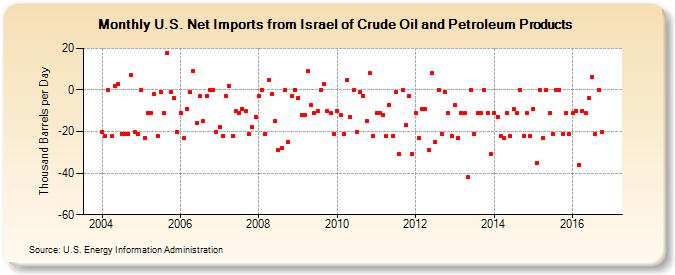 Monthly U.S. Net Imports from Israel of Crude Oil and Petroleum Products
Thousand Barrels per Day
20
0
-20
-40
-60
2004 2006 2008 2010 2012 2014 2016
Source: U.S. Energy Information Administration